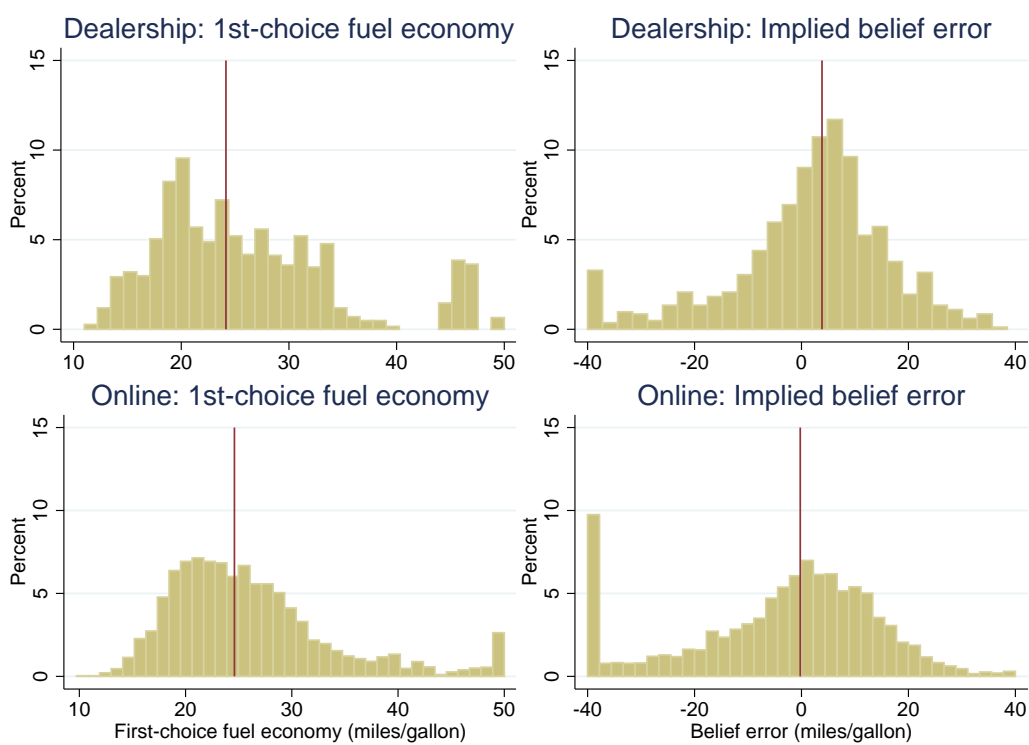 Dealership: 1st-choice fuel economy
15
10
5
0
Percent
10 20 30 40 50
Dealership: Implied belief error
15
10
5
0
Percent
-40 -20 0 20 40
Online: 1st-choice fuel economy
15
10
5
0
Percent
10 20 30 40 50
First-choice fuel economy (miles/gallon)
Online: Implied belief error
15
10
5
0
Percent
-40 -20 0 20 40
Belief error (miles/gallon)